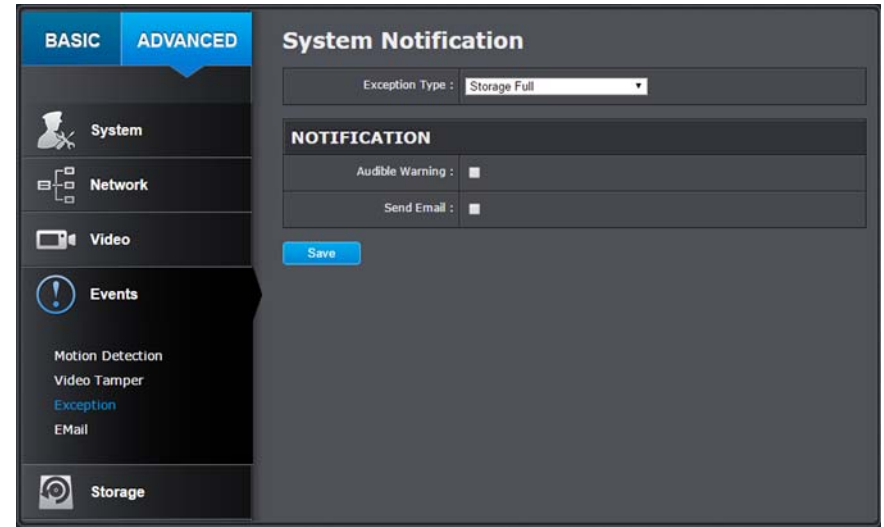 BASIC
ADVANCED
System
Network
Video
Events
Motion Detection
Video Tamper
Exception
EMail
Storage
System Notification
Exception Type : Storage Full
NOTIFICATION
Audible Warning :
Send Email :
Save